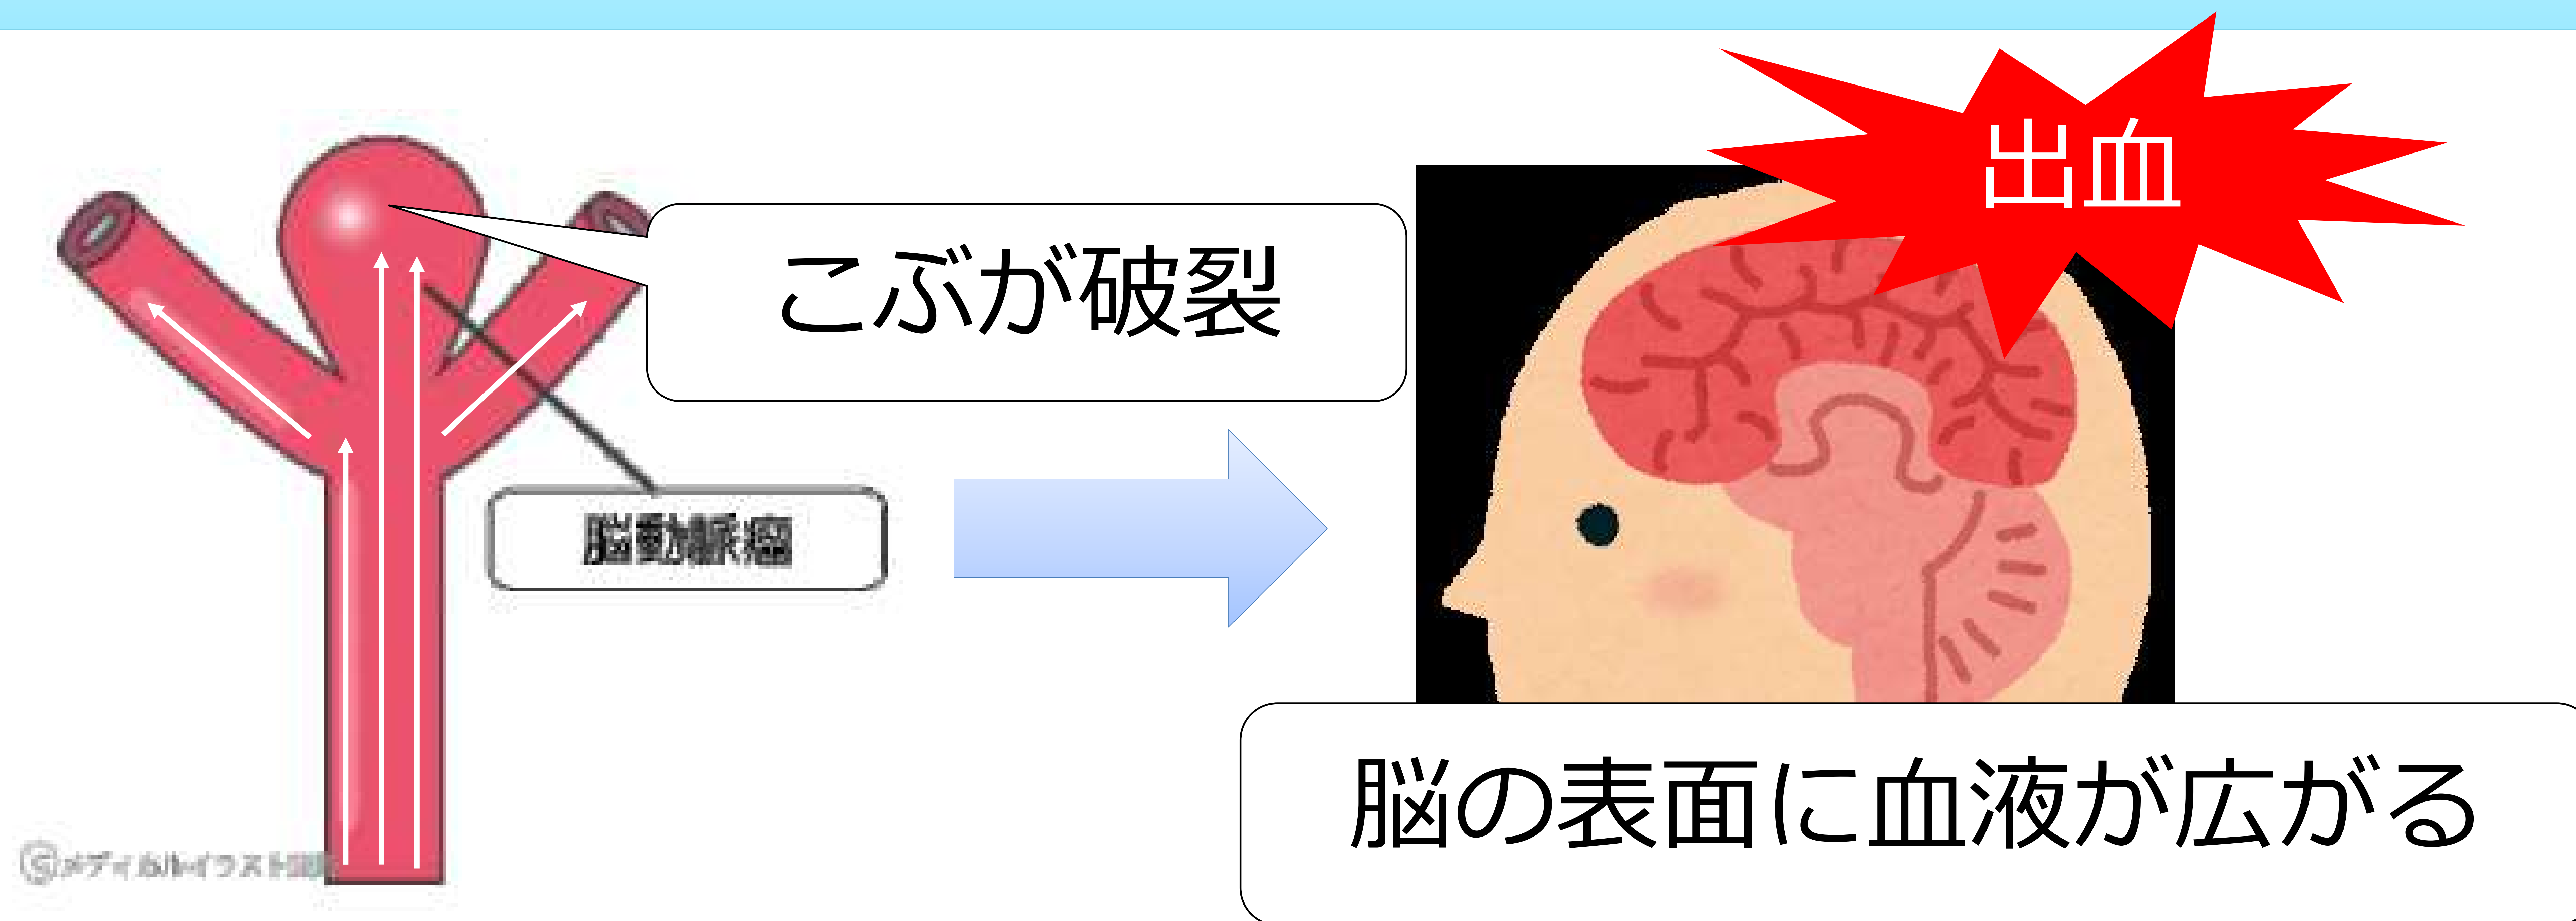 出血
こぶが破裂
脳動脈瘤
脳の表面に血液が広がる